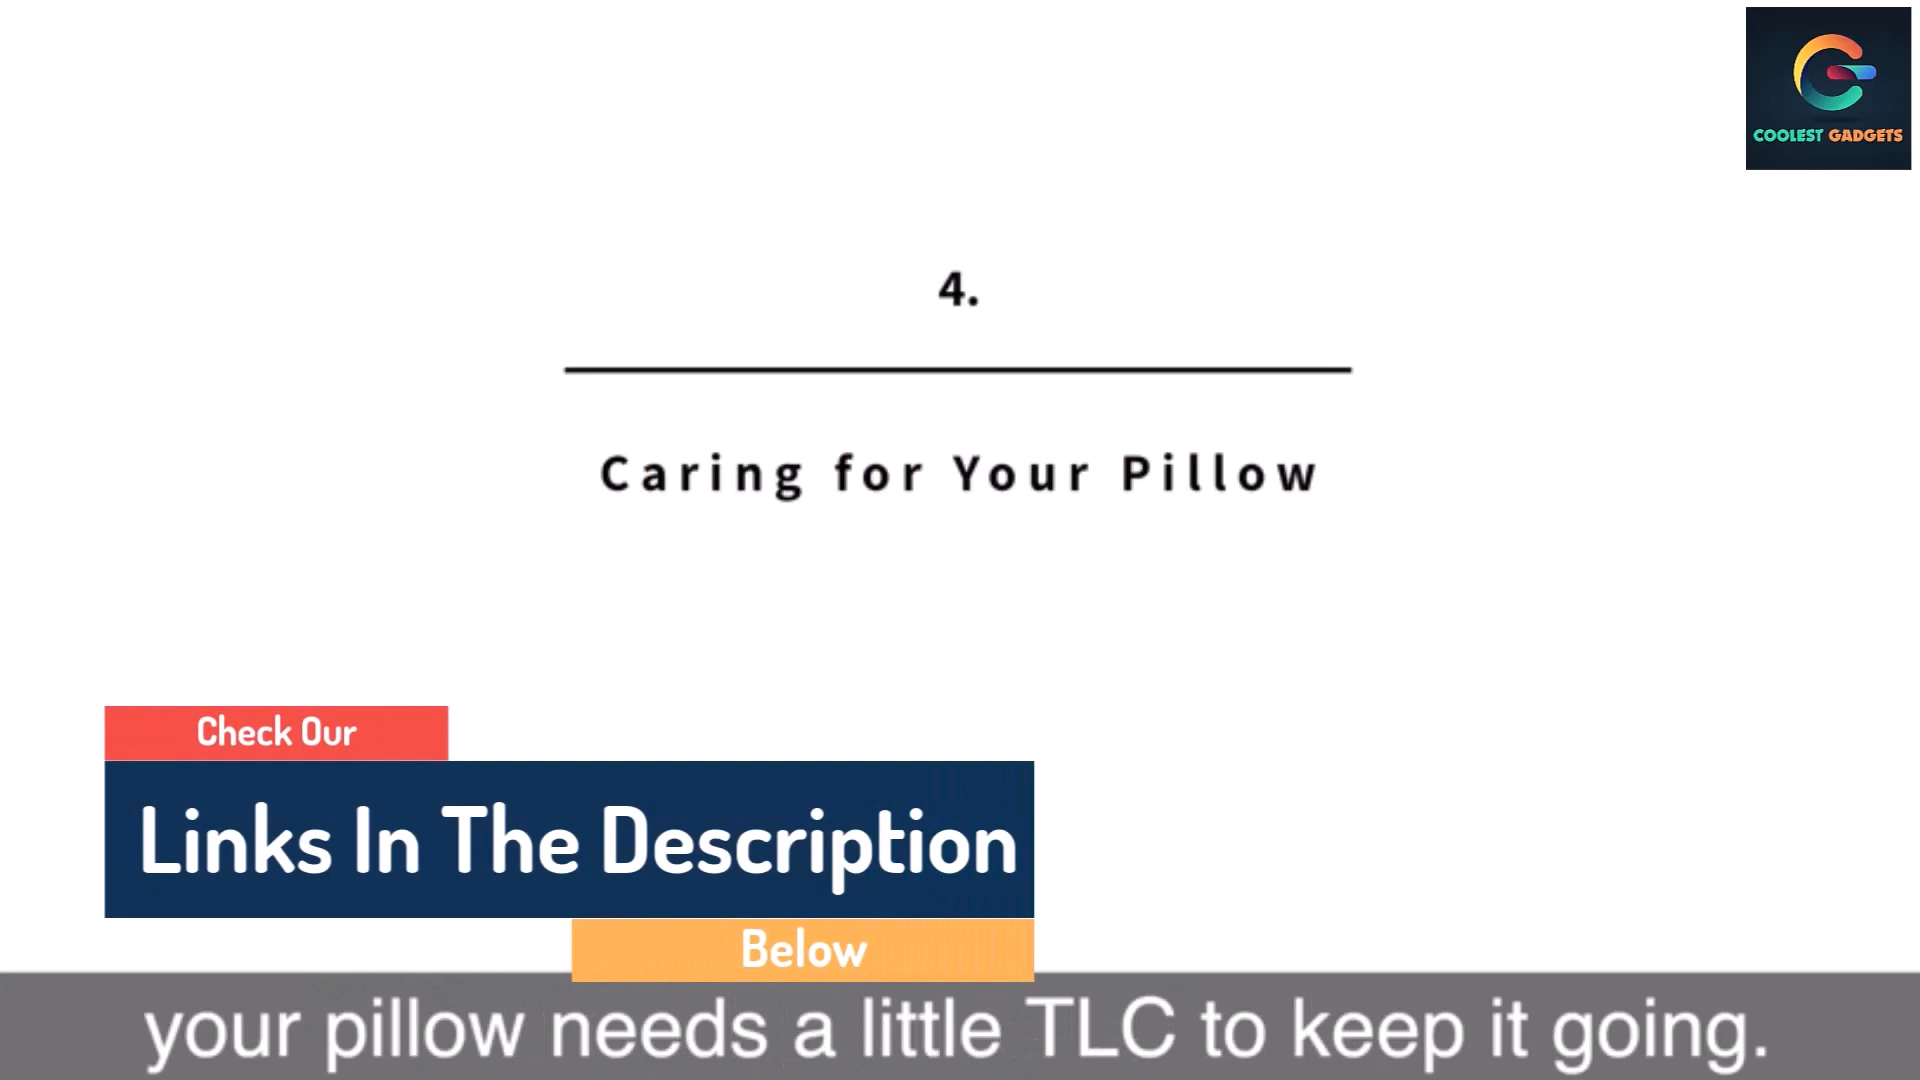 COOLEST GADGETS
4.
Caring for Your Pillow
Check Our
Links In The Description
Below
your pillow needs a little TLC to keep it going.